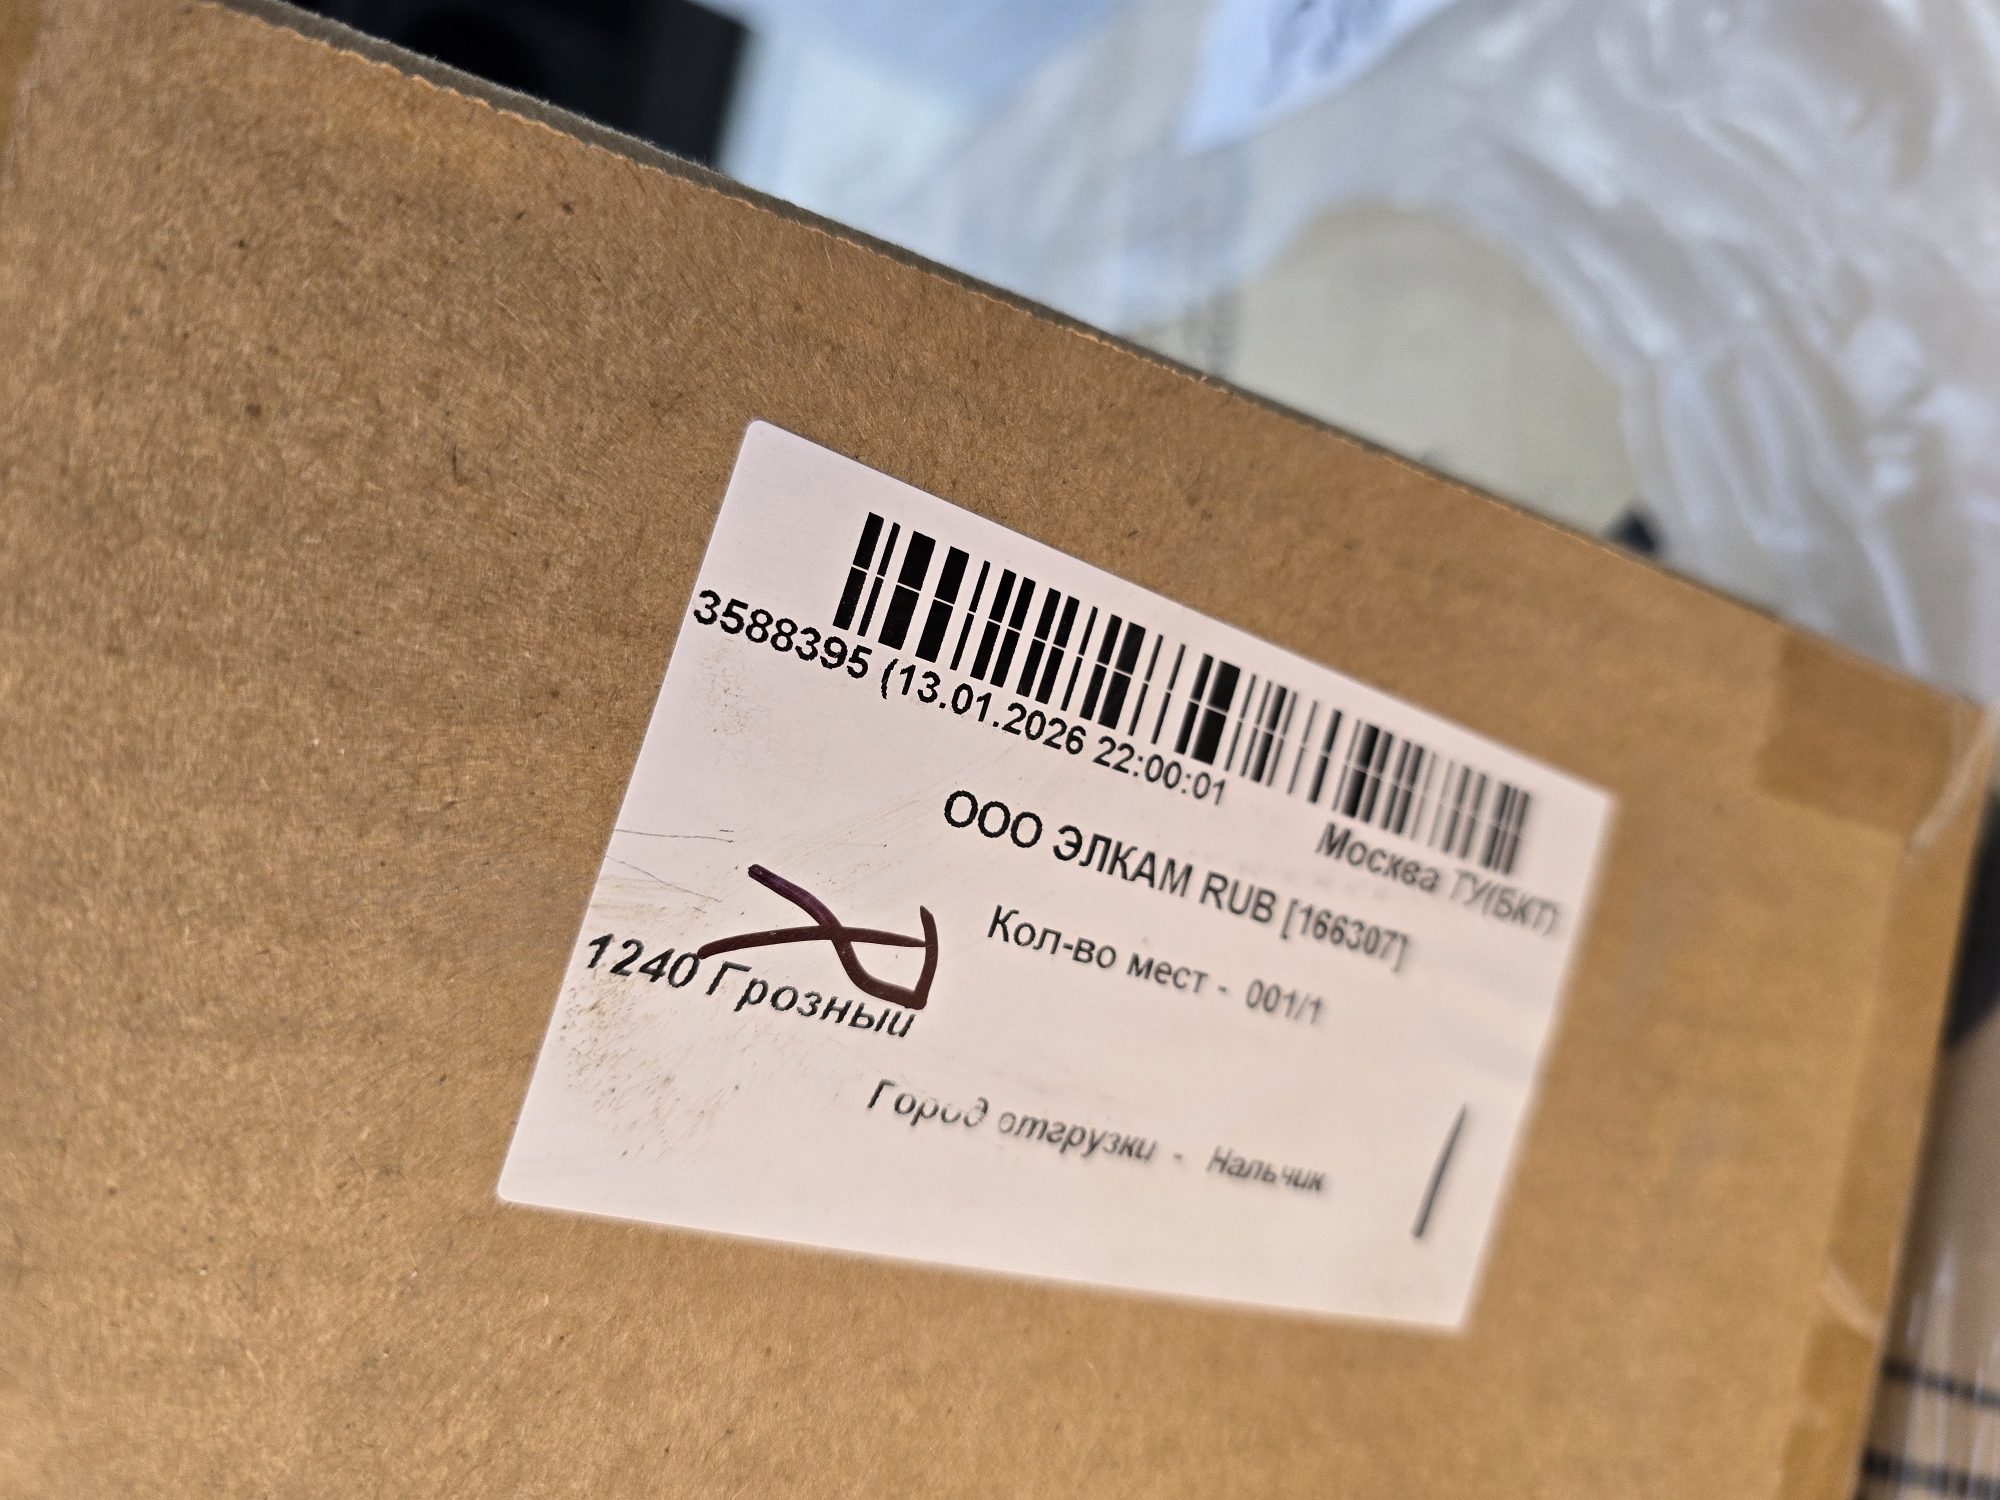 3588395 (13.01.2026 22:00:01
Москва ТУ(БКТ)
ООО ЭЛКАМ RUB [166307]
Кол-во мест - 001/1
1240 Грозный
Город отгрузки - Нальчик